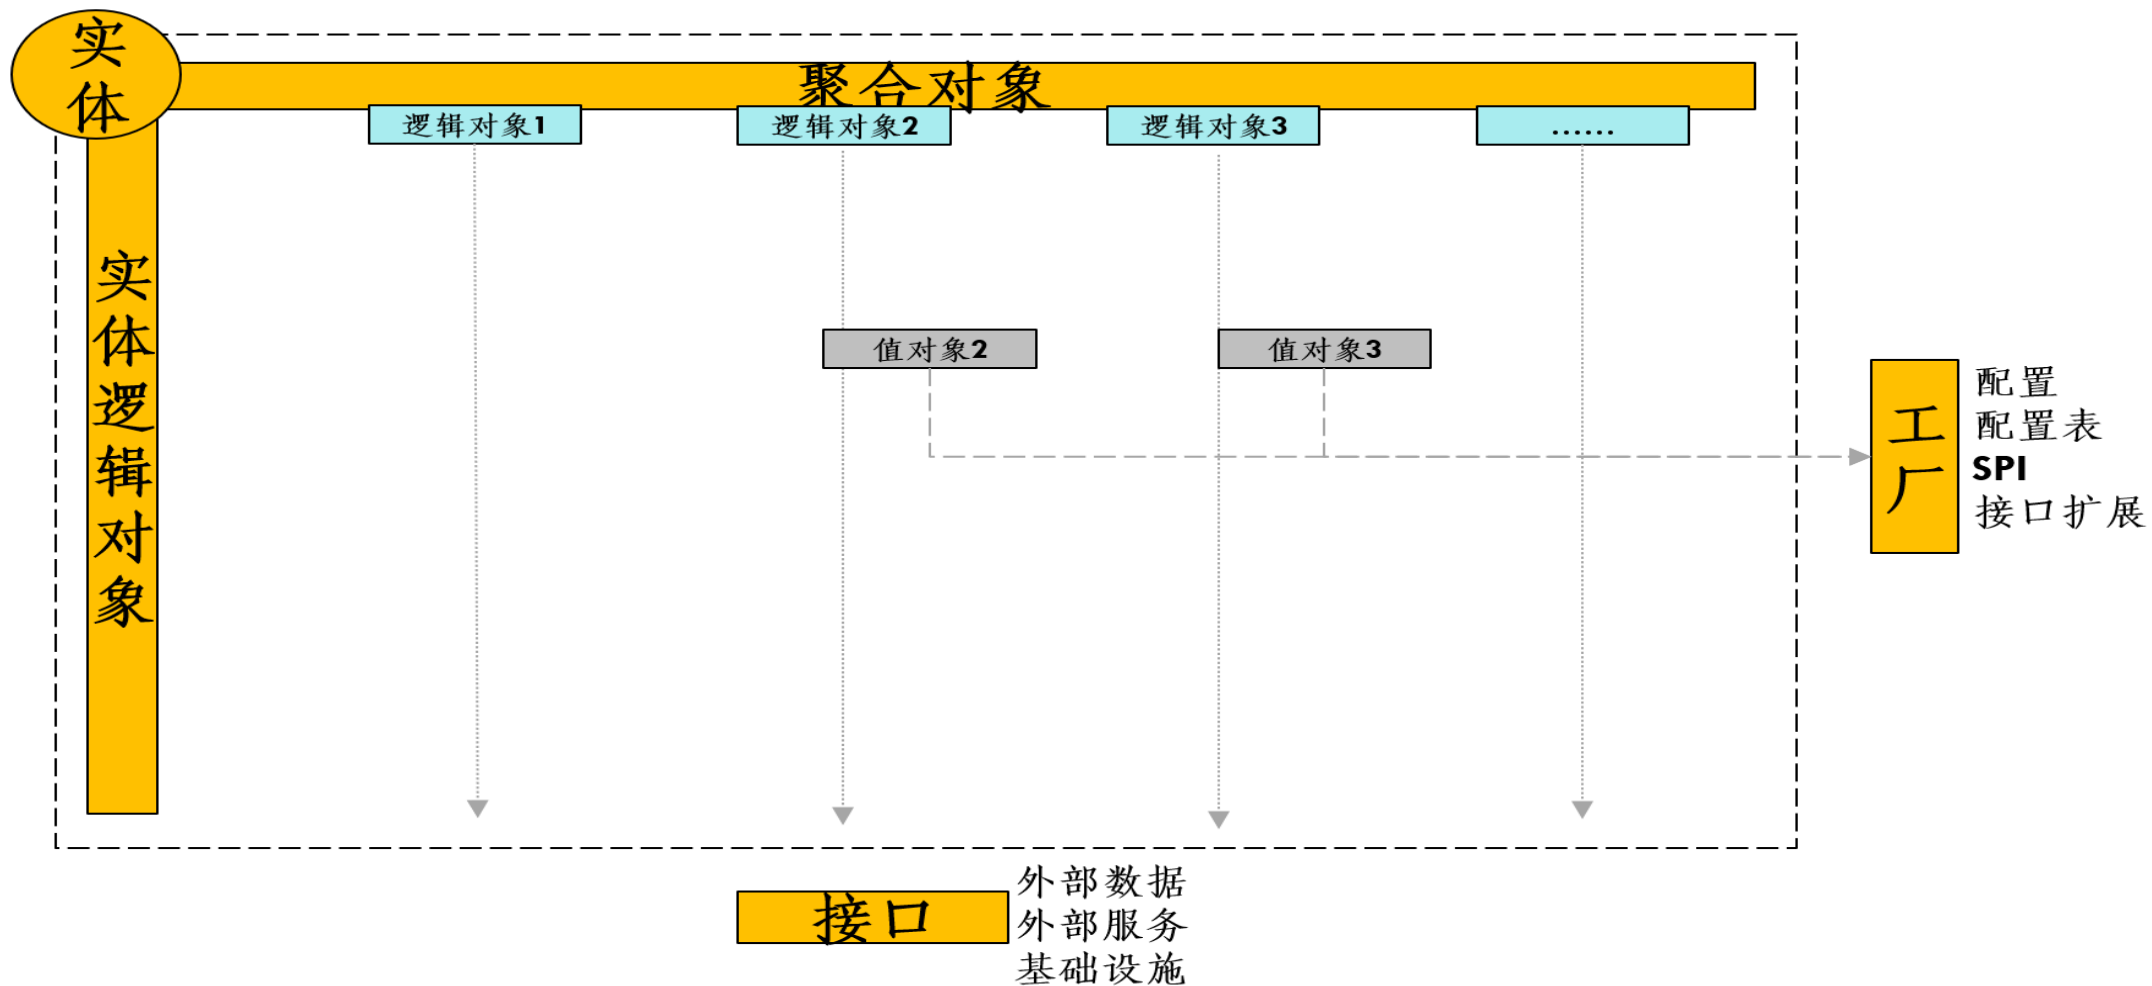 实
体
聚合对象
逻辑对象1
逻辑对象2
逻辑对象3
……
实
体
逻
辑
对
象
值对象2
值对象3
工
厂
配置
配置表
SPI
接口扩展
接口
外部数据
外部服务
基础设施